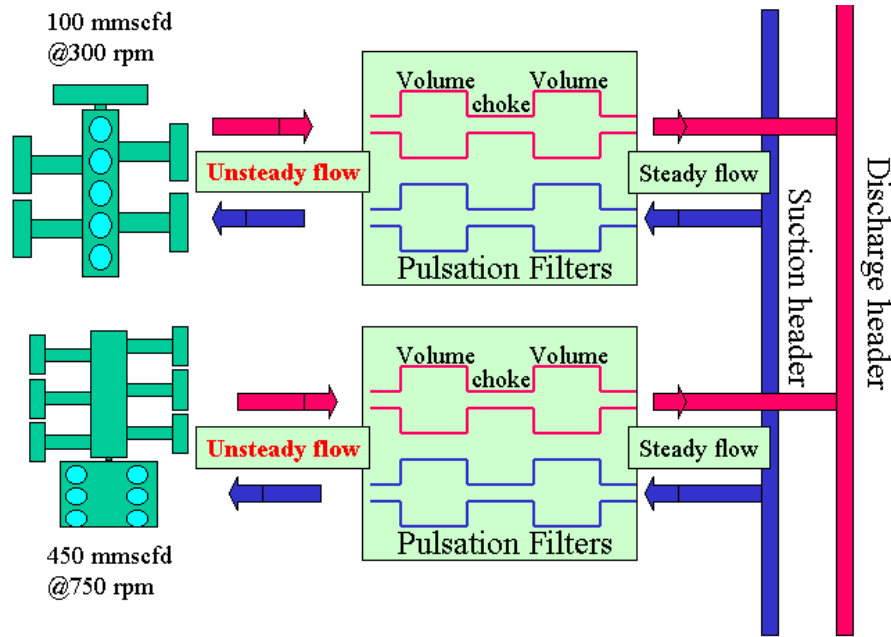 100 mmscfd
@300 rpm
Volume
choke
Volume
Unsteady flow
Steady flow
Pulsation Filters
Suction header
Discharge header
Volume
choke
Volume
Unsteady flow
Steady flow
Pulsation Filters
450 mmscfd
@750 rpm